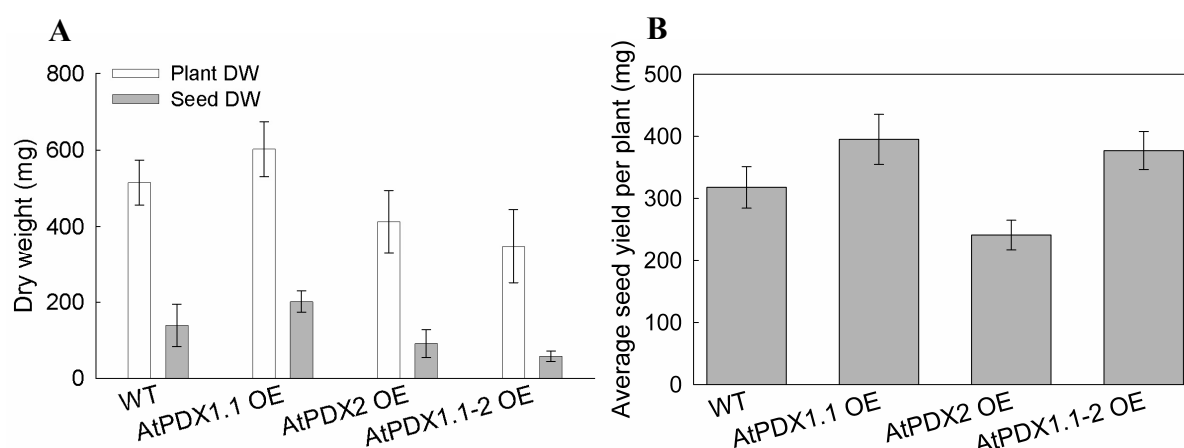 A
Plant DW
Seed DW
Dry weight (mg)
800
600
400
200
0
WT
AtPDX1.1 OE
AtPDX2 OE
AtPDX1.1-2 OE
B
Average seed yield per plant (mg)
500
400
300
200
100
0
WT
AtPDX1.1 OE
AtPDX2 OE
AtPDX1.1-2 OE